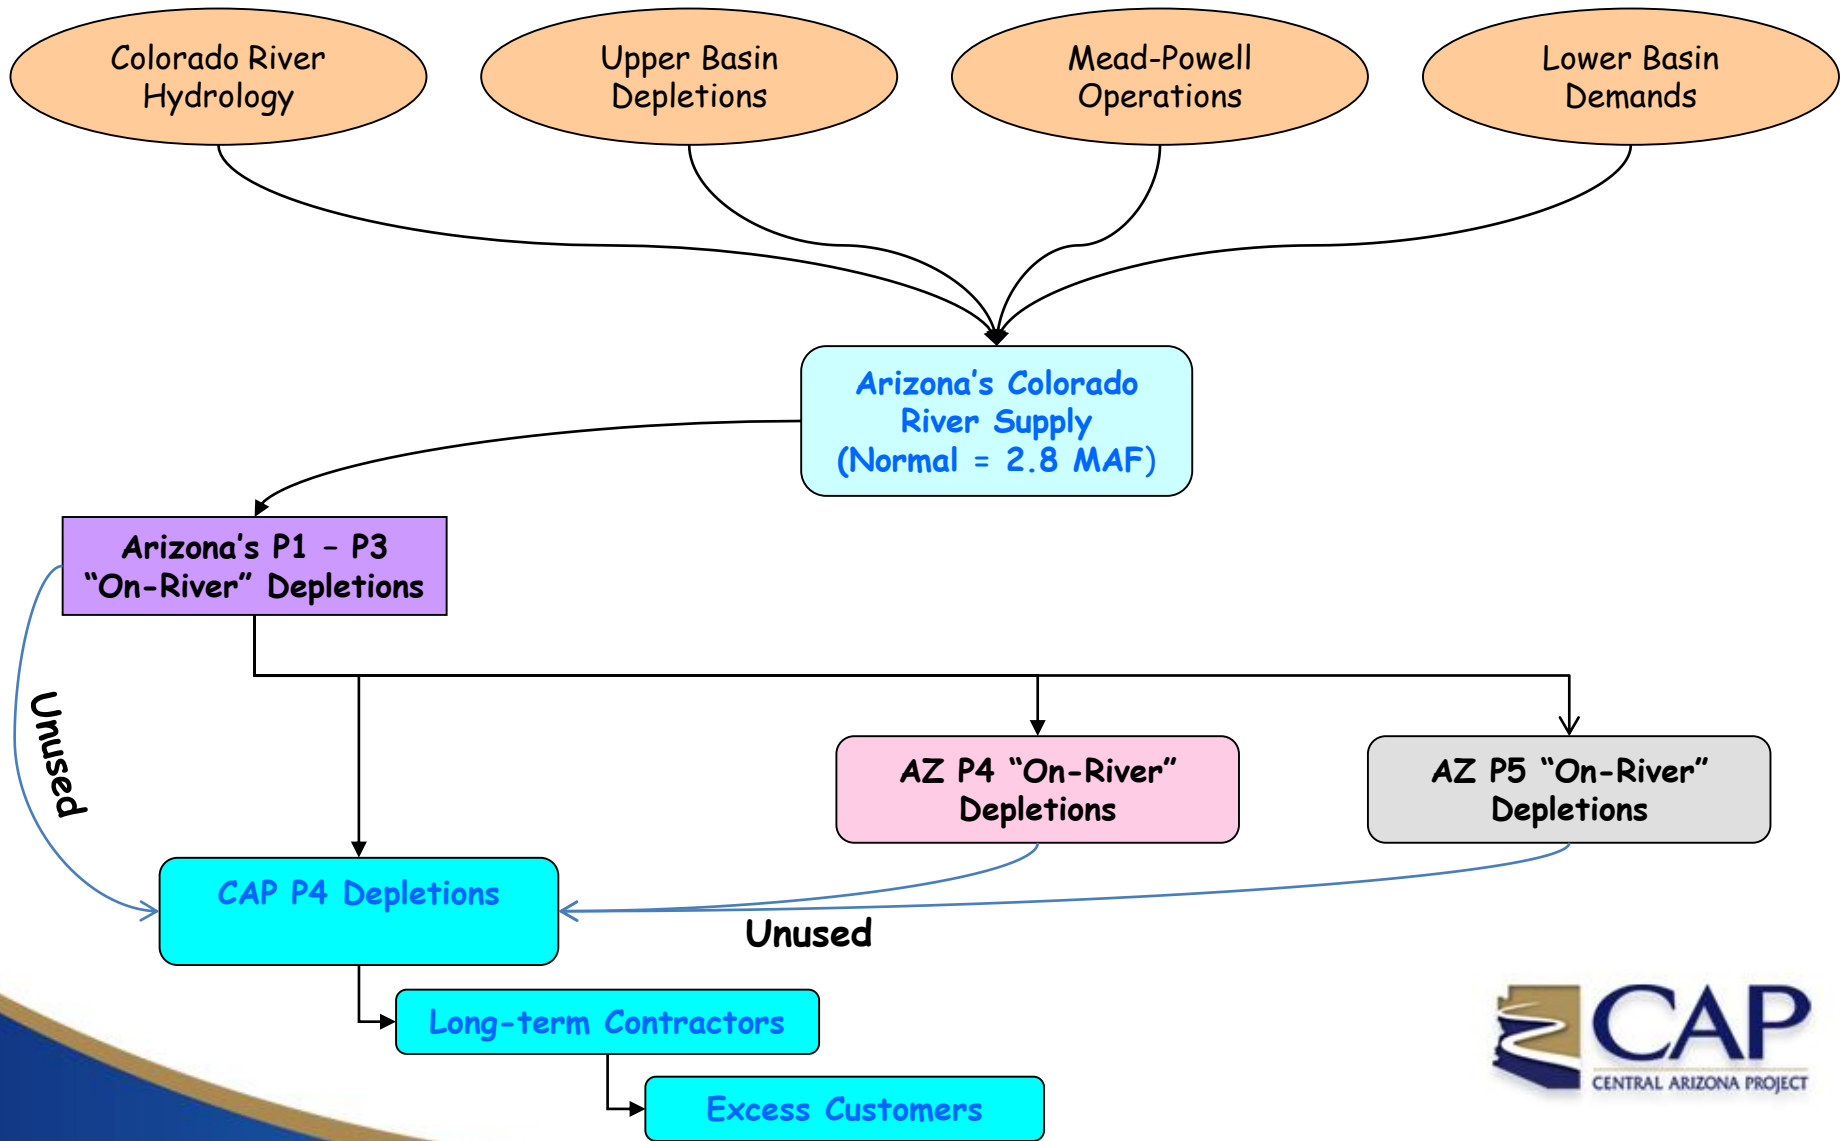 Colorado River
Hydrology
Upper Basin
Depletions
Mead-Powell
Operations
Lower Basin
Demands
Arizona's Colorado
River Supply
(Normal = 2.8 MAF)
Arizona's P1 – P3
“On-River” Depletions
Unused
AZ P4 “On-River”
Depletions
AZ P5 “On-River”
Depletions
CAP P4 Depletions
Unused
Long-term Contractors
Excess Customers
CAP
CENTRAL ARIZONA PROJECT